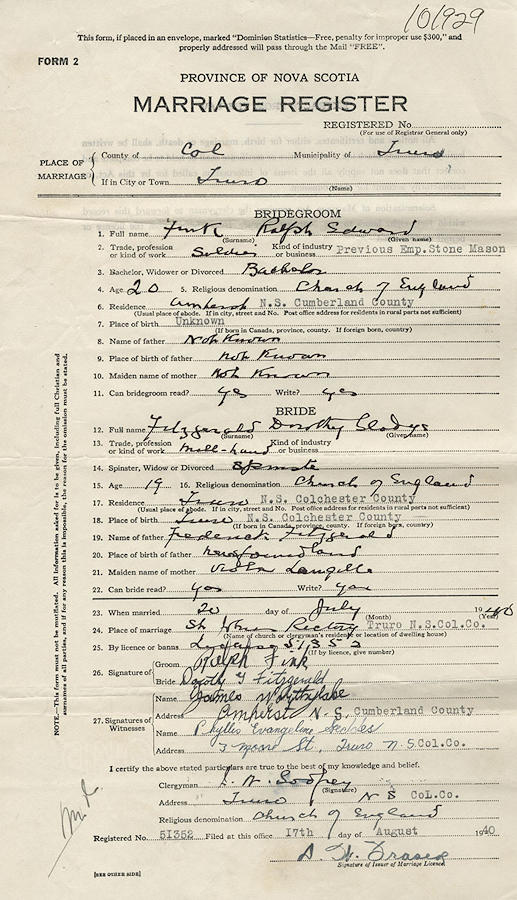 101929
This form, if placed in an envelope, marked "Dominion Statistics—Free, penalty for improper use $300," and
properly addressed will pass through the Mail "FREE".
FORM 2
PROVINCE OF NOVA SCOTIA
MARRIAGE REGISTER
REGISTERED No.
(For use of Registrar General only)
PLACE OF MARRIAGE
County of Col Municipality of Truro
If in City or Town Truro
(Name)
BRIDEGROOM
1. Full name Fink Ralph Edward
(Surname) (Given name)
2. Trade, profession or kind of work Soldier Kind of industry or business Previous Emp. Stone Mason
3. Bachelor, Widower or Divorced Bachelor
4. Age 20 5. Religious denomination Church of England
6. Residence Amherst N.S. Cumberland County
(Usual place of abode. If in city, street and No. Post office address for residents in rural parts not sufficient)
7. Place of birth Unknown
(If born in Canada, province, county. If foreign born, country)
8. Name of father Not Known
9. Place of birth of father Not Known
10. Maiden name of mother Not Known
11. Can bridegroom read? yes Write? yes
BRIDE
12. Full name Fitzgerald Dorothy Gladys
(Surname) (Given name)
13. Trade, profession or kind of work Mill-hand Kind of industry or business
14. Spinster, Widow or Divorced Spinster
15. Age 19 16. Religious denomination Church of England
17. Residence Truro N.S. Colchester County
(Usual place of abode. If in city, street and No. Post office address for residents in rural parts not sufficient)
18. Place of birth Truro N.S. Colchester County
(If born in Canada, province, county. If foreign born, country)
19. Name of father Frederick Fitzgerald
20. Place of birth of father Newfoundland
21. Maiden name of mother Viola Langille
22. Can bride read? yes Write? yes
23. When married 20 day of July 1940
(Month) (Year)
24. Place of marriage St Johns Rectory Truro N.S.Col.Co.
(Name of church or clergyman's residence or location of dwelling house)
25. By licence or banns 51352
(If by licence, give number)
26. Signature of
Groom Ralph Fink
Bride Dorothy G Fitzgerald
27. Signatures of Witnesses
Name James
Address Amherst N.S. Cumberland County
Name Phyllis Evangeline
Address 7 Moore St, Truro N.S. Col.Co.
I certify the above stated particulars are true to the best of my knowledge and belief.
Clergyman Godfrey
(Signature)
Address Truro N S Col.Co.
Religious denomination Church of England
Registered No. 51352 Filed at this office 17th day of August 1940
Fraser
Signature of Issuer of Marriage Licence
[SEE OTHER SIDE]
NOTE.—This form must not be mutilated. All information asked for is to be given, including full Christian and
surnames of all parties, and if for any reason this is impossible, the reason for the omission must be stated.